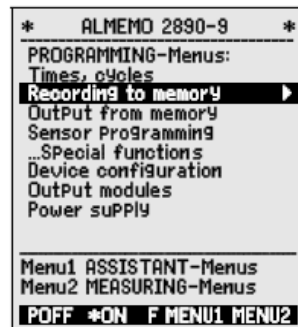 * ALMEMO 2890-9 *
PROGRAMMING-Menus:
Times, cycles
Recording to memory
Output from memory
Sensor Programming
...Special functions
Device configuration
Output modules
Power supply
Menu1 ASSISTANT-Menus
Menu2 MEASURING-Menus
POFF *ON F MENU1 MENU2